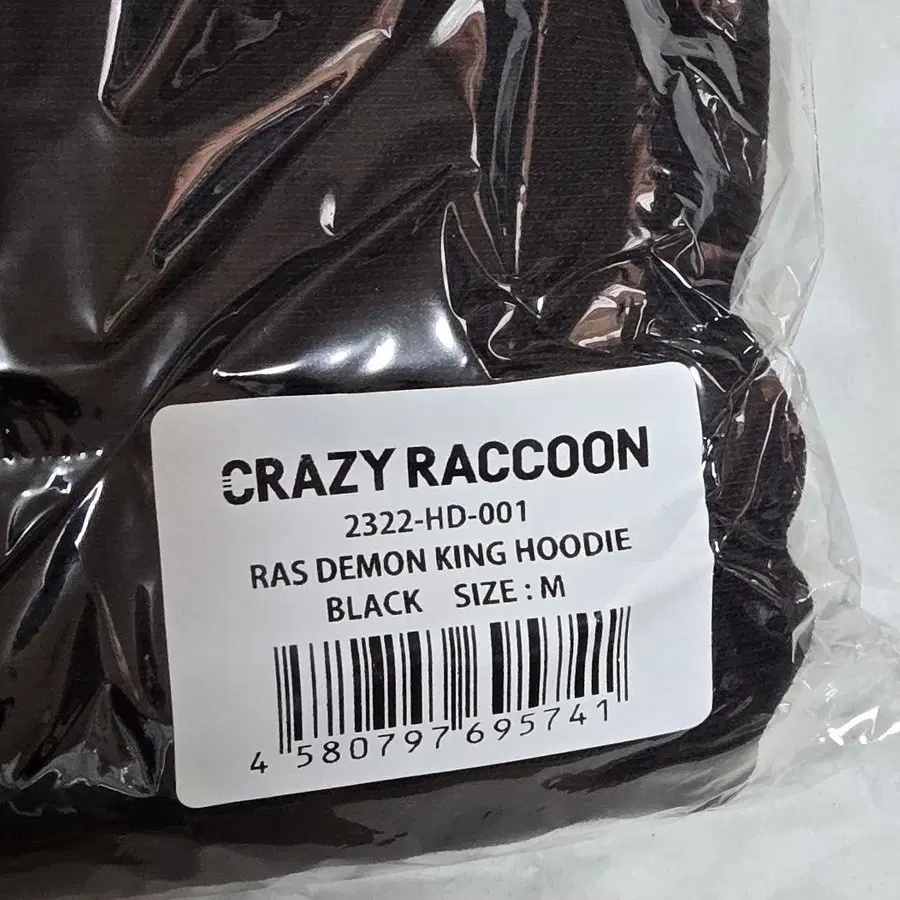 CRAZY RACCOON
2322-HD-001
RAS DEMON KING HOODIE
BLACK SIZE : M
4 580797 695741